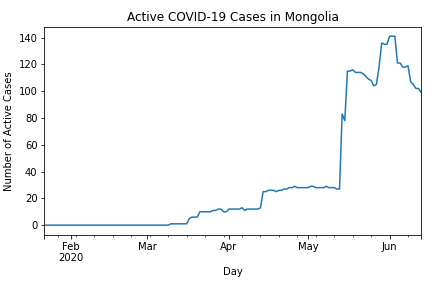 Active COVID-19 Cases in Mongolia
Number of Active Cases
140
120
100
80
60
40
20
0
Feb
2020
Mar
Apr
May
Jun
Day